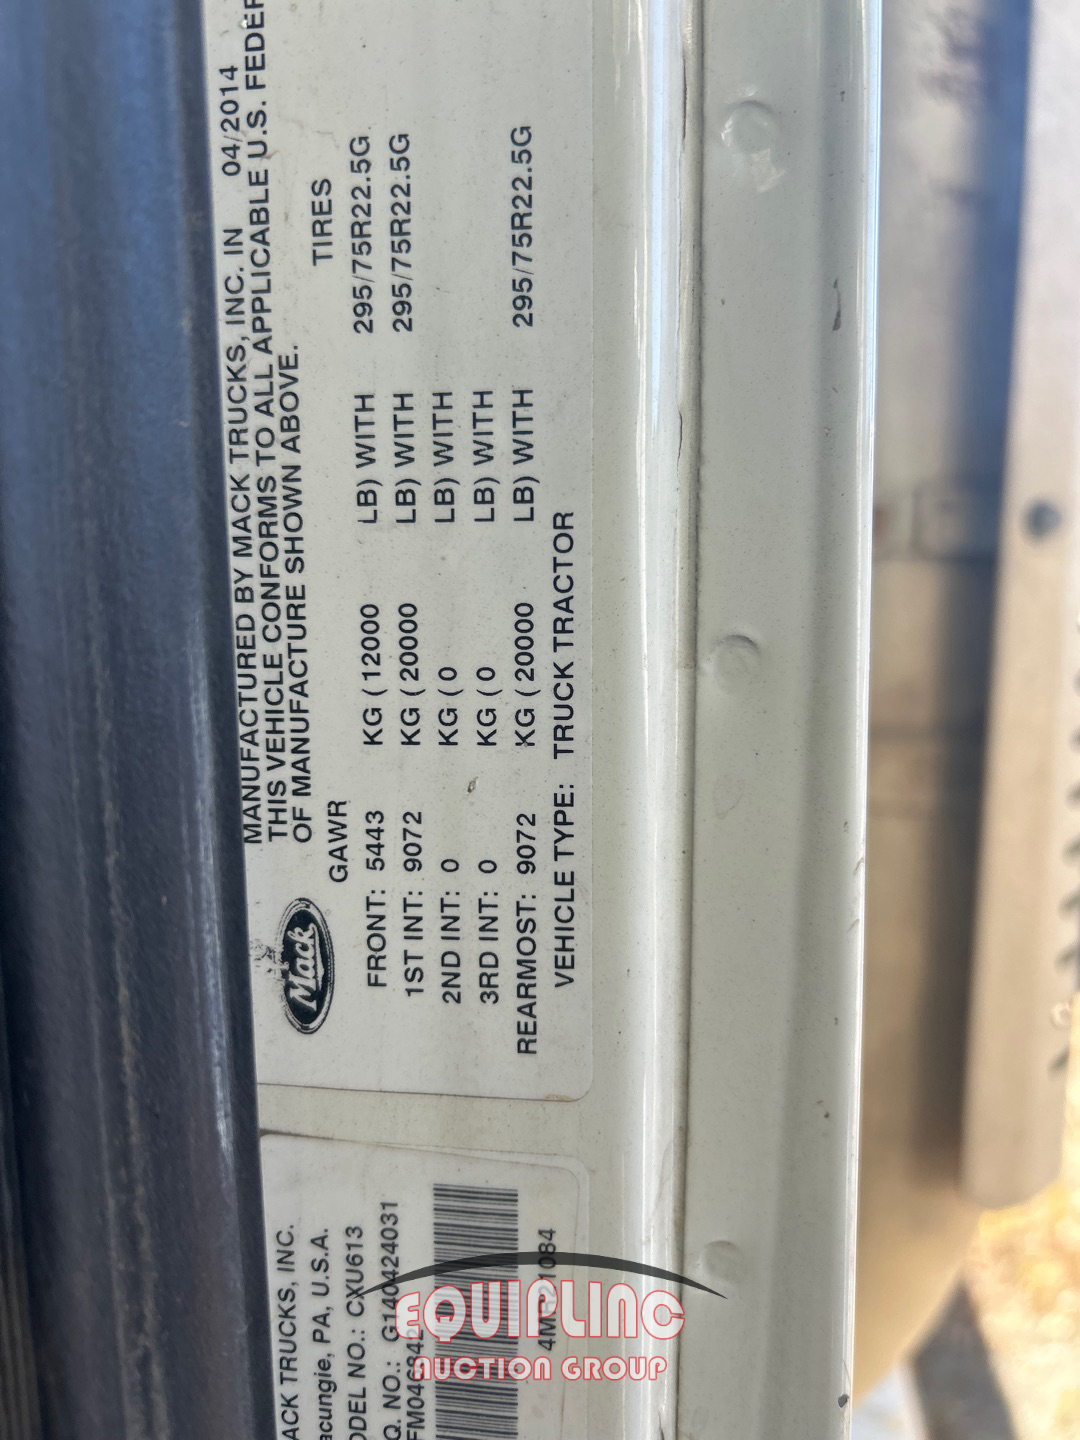 MANUFACTURED BY MACK TRUCKS, INC. IN 04/2014
THIS VEHICLE CONFORMS TO ALL APPLICABLE U.S. FEDER
OF MANUFACTURE SHOWN ABOVE.
Mack
GAWR TIRES
FRONT: 5443 KG (12000 LB) WITH 295/75R22.5G
1ST INT: 9072 KG (20000 LB) WITH 295/75R22.5G
2ND INT: 0 KG (0 LB) WITH
3RD INT: 0 KG (0 LB) WITH
REARMOST: 9072 KG (20000 LB) WITH 295/75R22.5G
VEHICLE TYPE: TRUCK TRACTOR
ACK TRUCKS, INC.
acungie, PA, U.S.A.
ODEL NO.: CXU613
Q. NO.: G140424031
EQUIPLINC
AUCTION GROUP